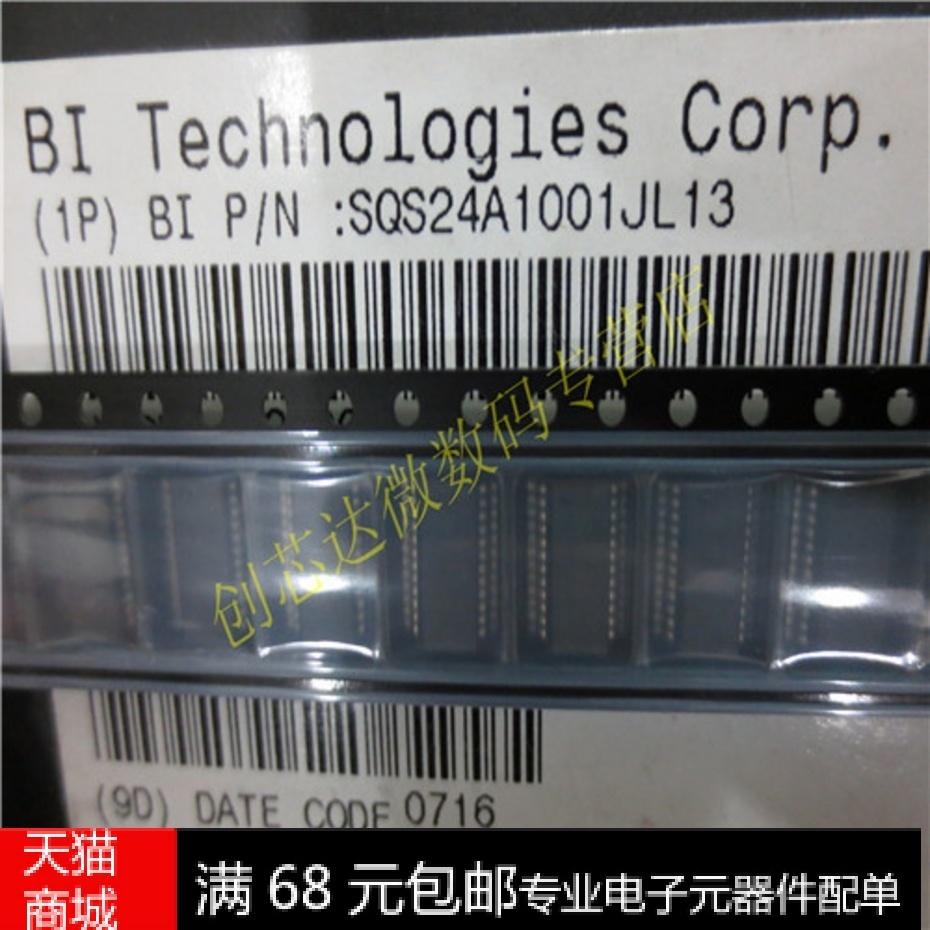 BI Technologies Corp.
(1P) BI P/N :SQS24A1001JL13
创芯达微数码专营店
(9D) DATE CODE 0716
天猫
商城
满 68 元包邮专业电子元器件配单